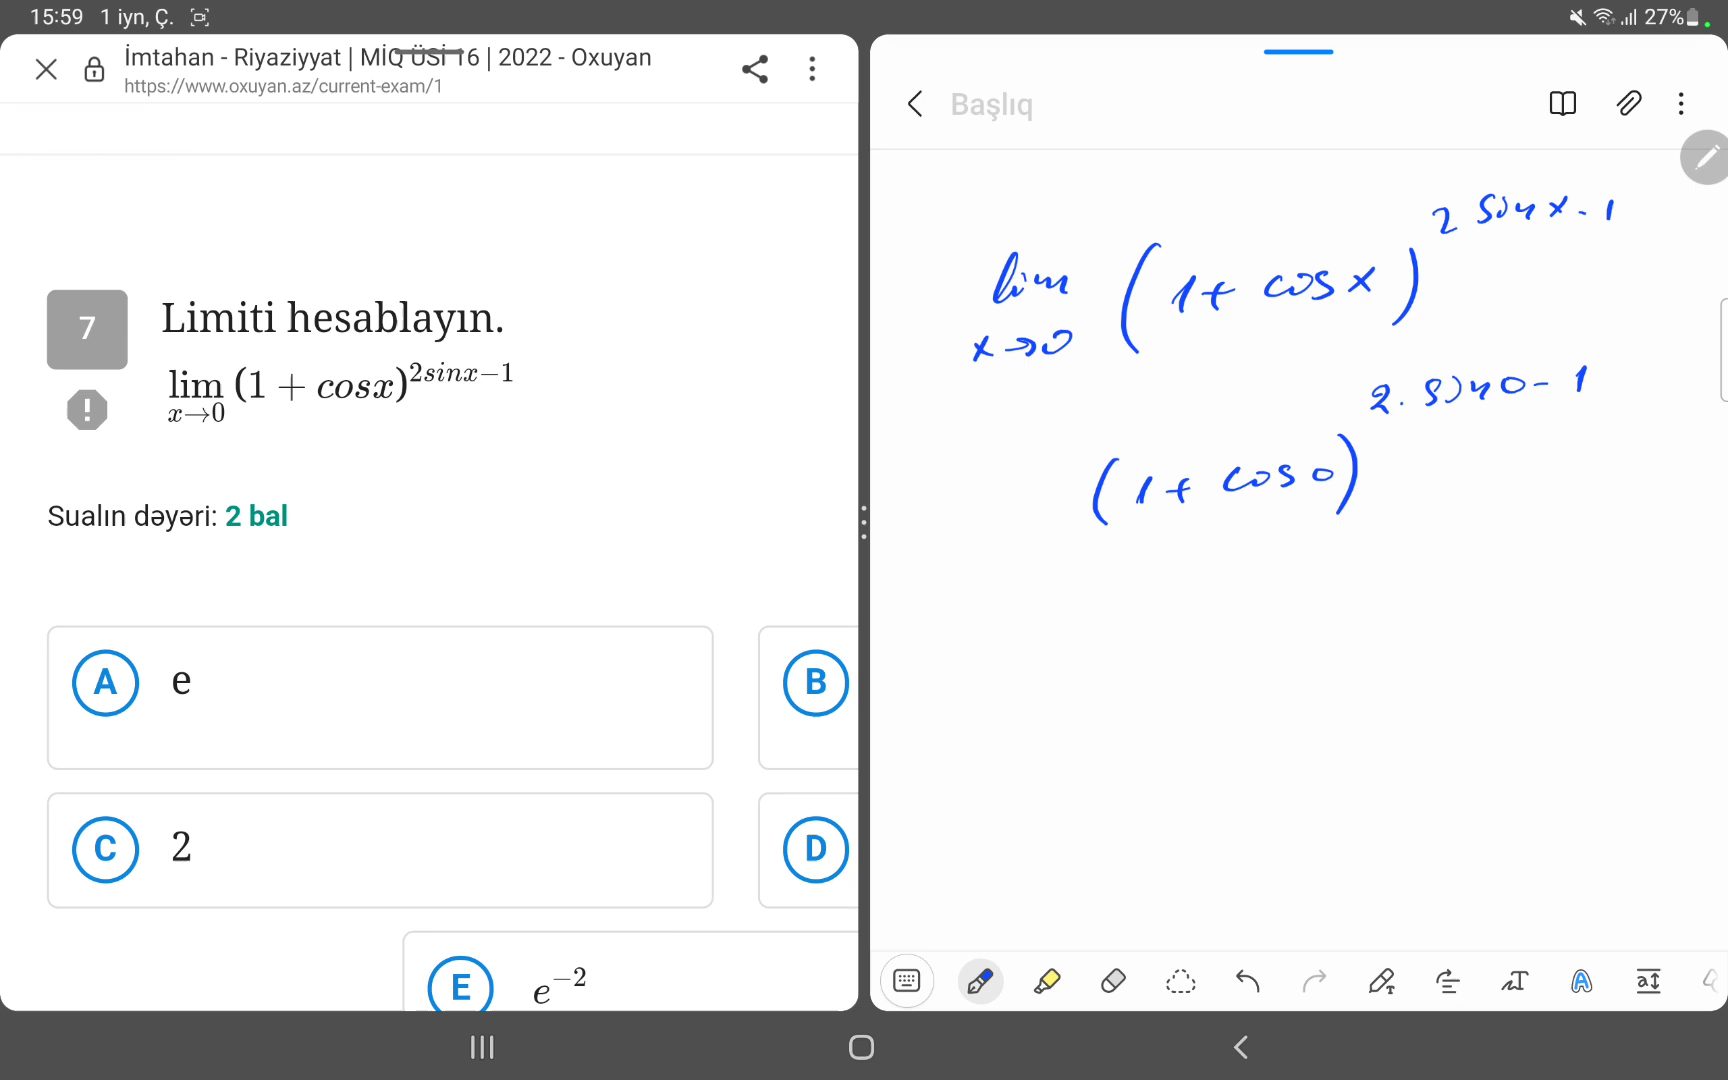 15:59 1 iyn, Ç. 27%
İmtahan - Riyaziyyat | MİQ ÜSİ 16 | 2022 - Oxuyan
https://www.oxuyan.az/current-exam/1
7 Limiti hesablayın.
lim (1 + cosx)^{2sinx−1}
x→0
!
Sualın dəyəri: 2 bal
A e
B
C 2
D
E e^{−2}
Başlıq
lim (1 + cos x)^{2 sin x - 1}
x→0
(1 + cos 0)^{2 · sin 0 - 1}